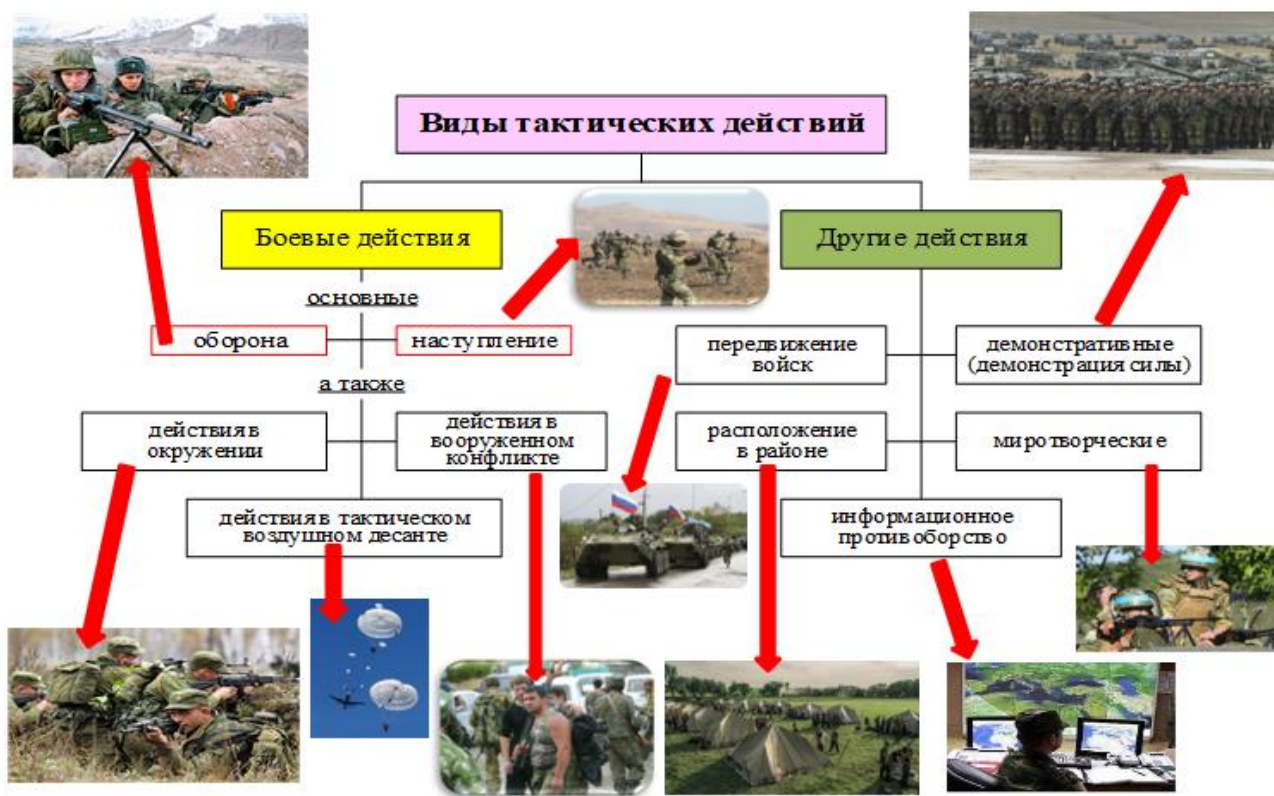 Виды тактических действий
Боевые действия
Другие действия
основные
оборона
наступление
а также
действия в
окружении
действия в
вооруженном
конфликте
действия в тактическом
воздушном десанте
передвижение
войск
демонстративные
(демонстрация силы)
расположение
в районе
миротворческие
информационное
противоборство